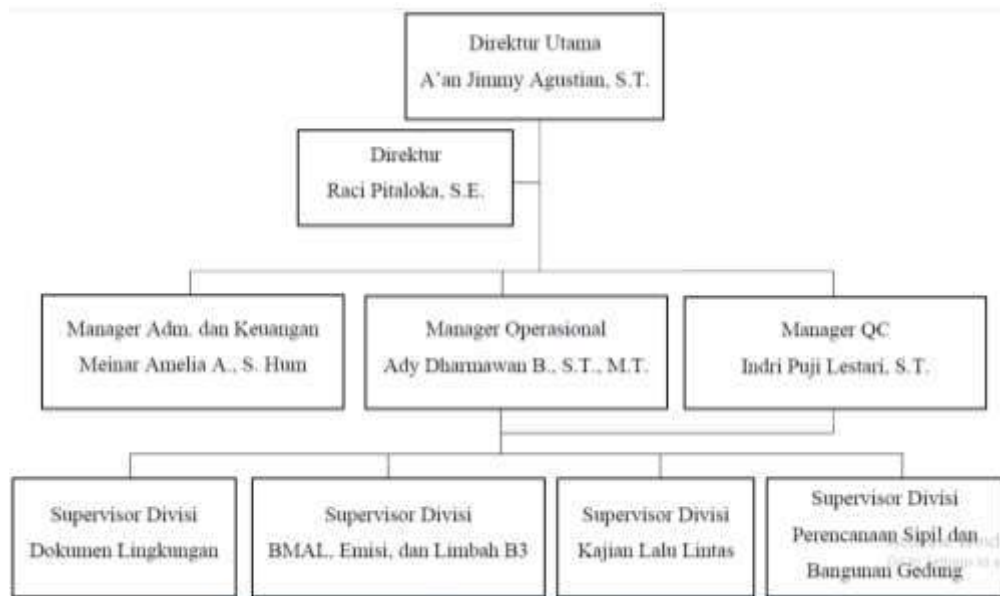 Direktur Utama
A'an Jimmy Agustian, S.T.
Direktur
Raci Pitaloka, S.E.
Manager Adm. dan Keuangan
Meinar Amelia A., S. Hum
Manager Operasional
Ady Dharmawan B., S.T., M.T.
Manager QC
Indri Puji Lestari, S.T.
Supervisor Divisi
Dokumen Lingkungan
Supervisor Divisi
BMAL, Emisi, dan Limbah B3
Supervisor Divisi
Kajian Lalu Lintas
Supervisor Divisi
Perencanaan Sipil dan
Bangunan Gedung